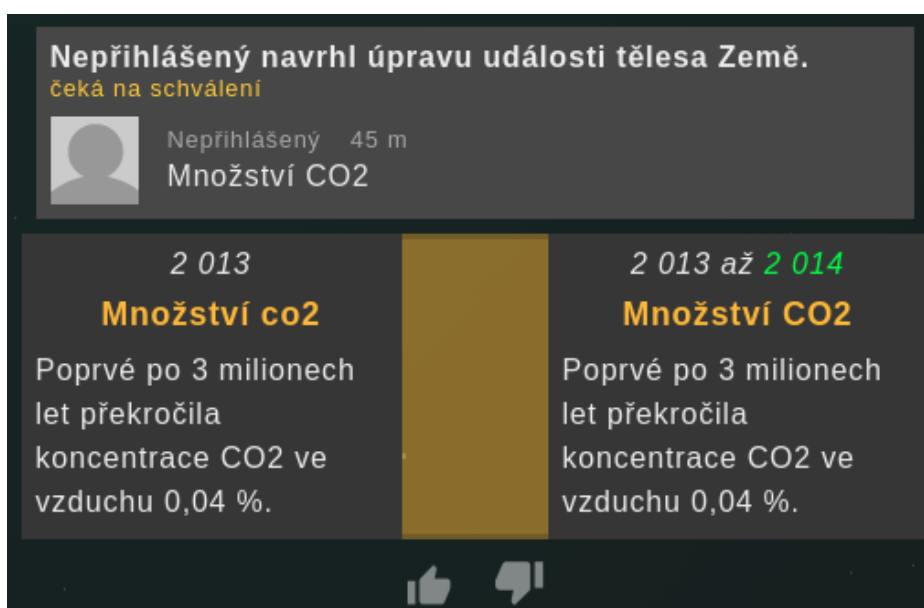 Nepřihlášený navrhl úpravu události tělesa Země.
čeká na schválení
Nepřihlášený 45 m
Množství CO2
2 013
Množství co2
Poprvé po 3 milionech
let překročila
koncentrace CO2 ve
vzduchu 0,04 %.
2 013 až 2 014
Množství CO2
Poprvé po 3 milionech
let překročila
koncentrace CO2 ve
vzduchu 0,04 %.